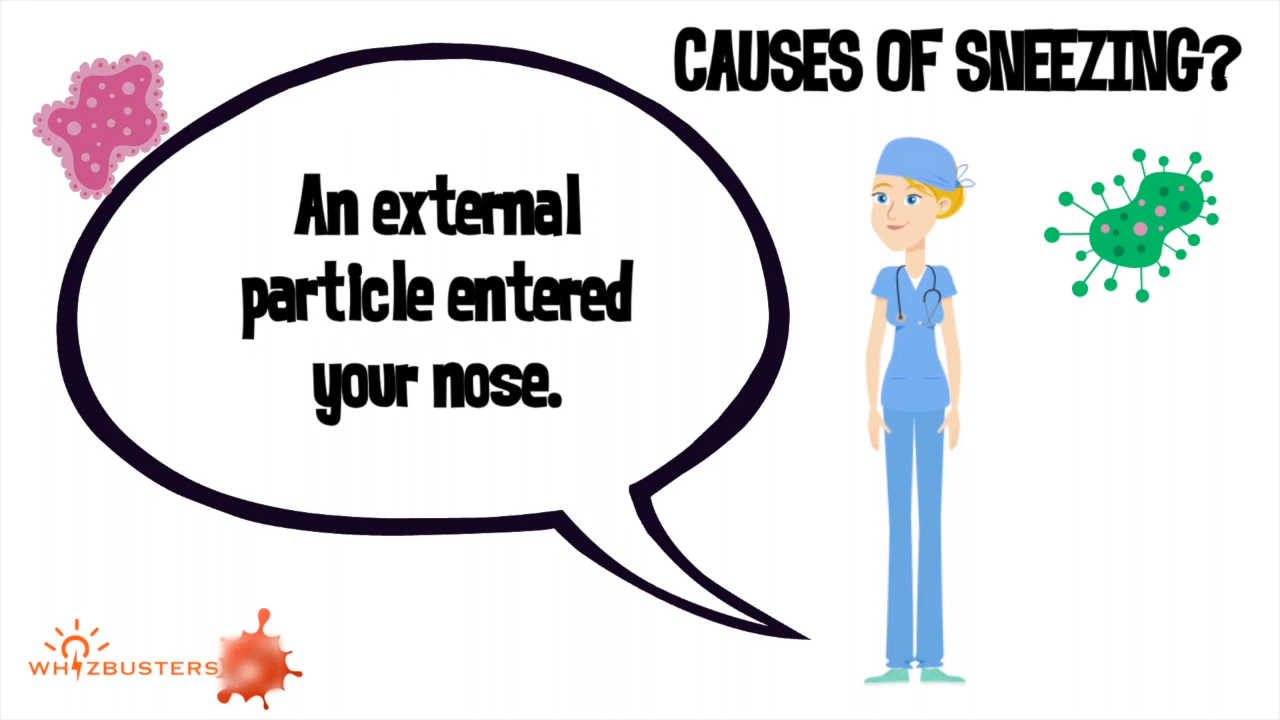 CAUSES OF SNEEZING?
An external
particle entered
your nose.
WHIZBUSTERS